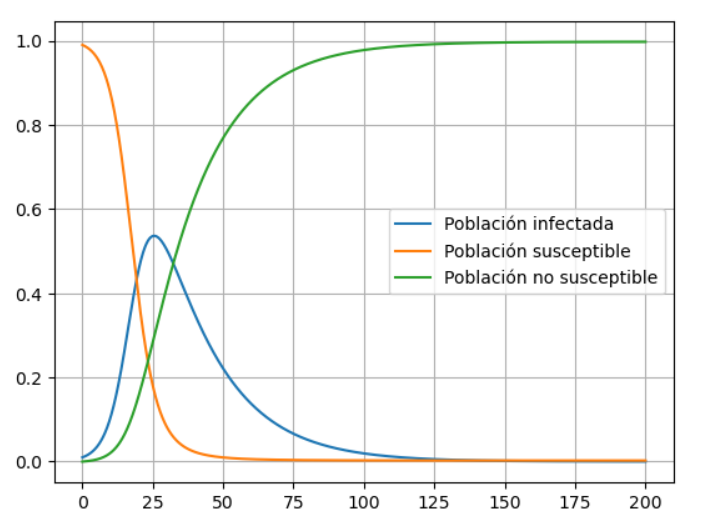 1.0
0.8
0.6
0.4
0.2
0.0
Población infectada
Población susceptible
Población no susceptible
0 25 50 75 100 125 150 175 200